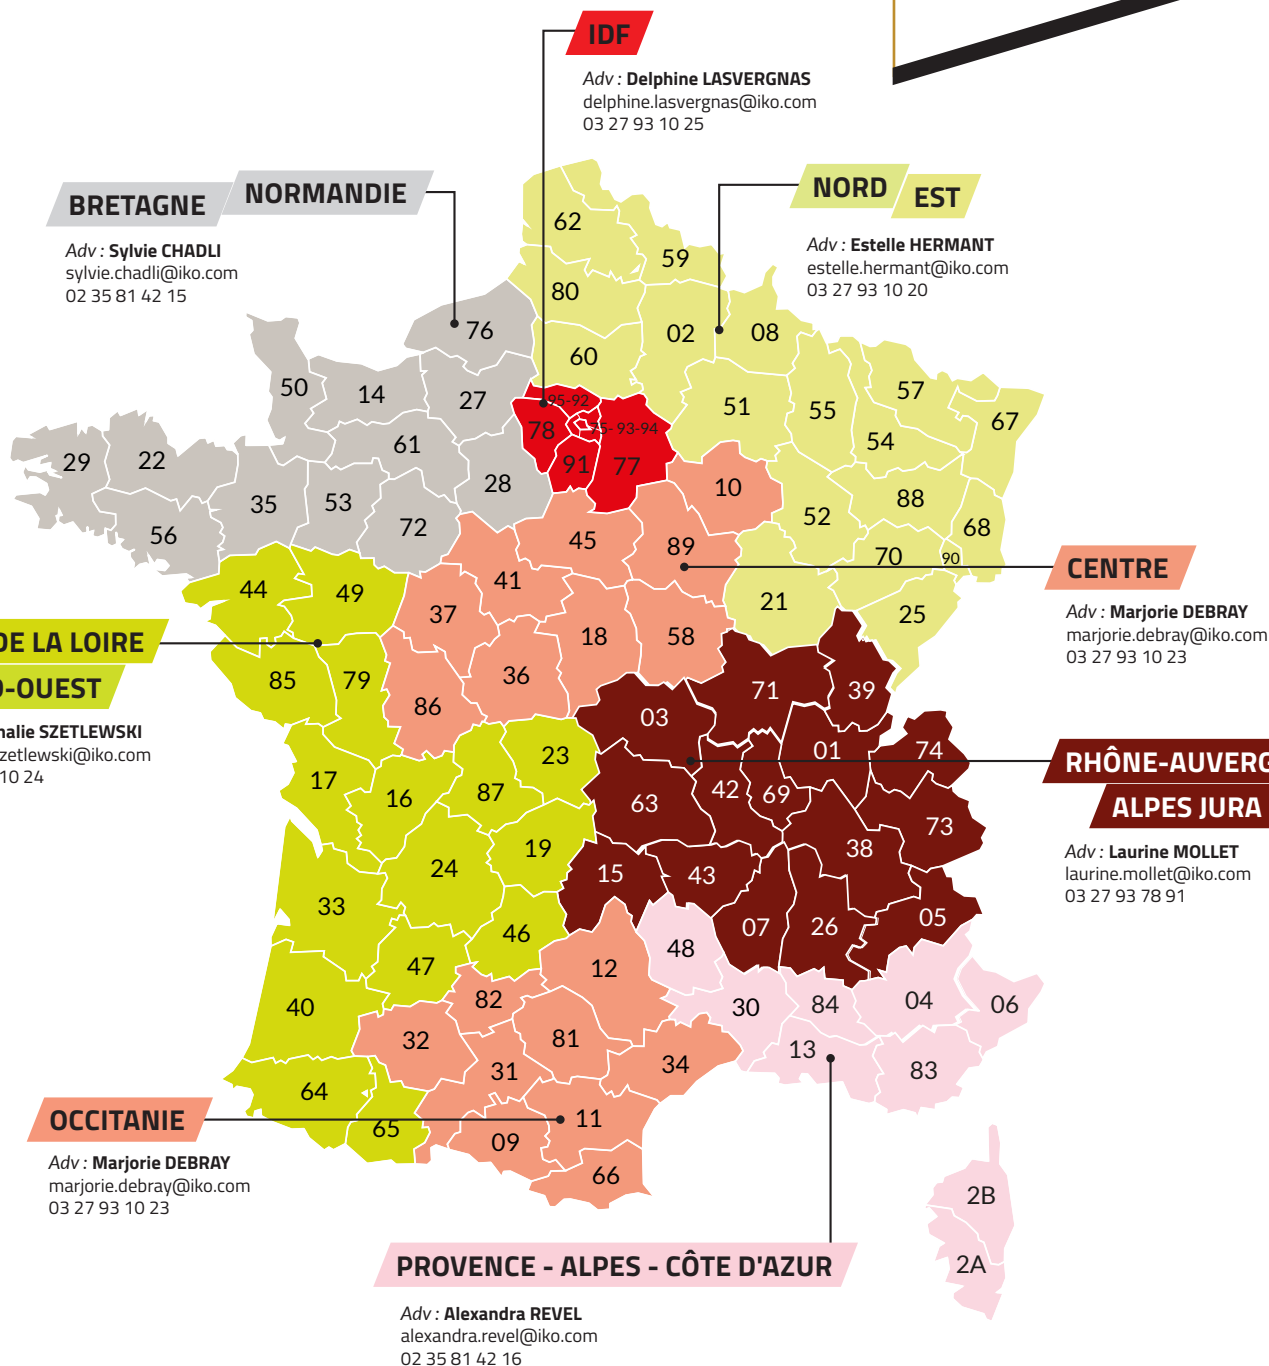 IDF
Adv : Delphine LASVERGNAS
delphine.lasvergnas@iko.com
03 27 93 10 25
BRETAGNE NORMANDIE
Adv : Sylvie CHADLI
sylvie.chadli@iko.com
02 35 81 42 15
NORD EST
Adv : Estelle HERMANT
estelle.hermant@iko.com
03 27 93 10 20
62
59
80
76
02
08
60
50
14
27
95-92
51
55
57
67
78
75- 93-94
54
61
91
77
29
22
28
10
88
35
53
52
68
56
72
45
89
70
90
CENTRE
Adv : Marjorie DEBRAY
marjorie.debray@iko.com
03 27 93 10 23
44
49
41
37
21
25
18
58
DE LA LOIRE
-OUEST
85
79
36
71
39
86
03
halie SZETLEWSKI
zetlewski@iko.com
10 24
23
01
74
RHÔNE-AUVERG
ALPES JURA
Adv : Laurine MOLLET
laurine.mollet@iko.com
03 27 93 78 91
17
16
87
63
42
69
73
19
38
24
15
43
33
46
07
26
05
48
47
12
40
82
30
84
04
06
32
81
13
31
34
83
64
65
11
09
66
OCCITANIE
Adv : Marjorie DEBRAY
marjorie.debray@iko.com
03 27 93 10 23
2B
2A
PROVENCE - ALPES - CÔTE D'AZUR
Adv : Alexandra REVEL
alexandra.revel@iko.com
02 35 81 42 16